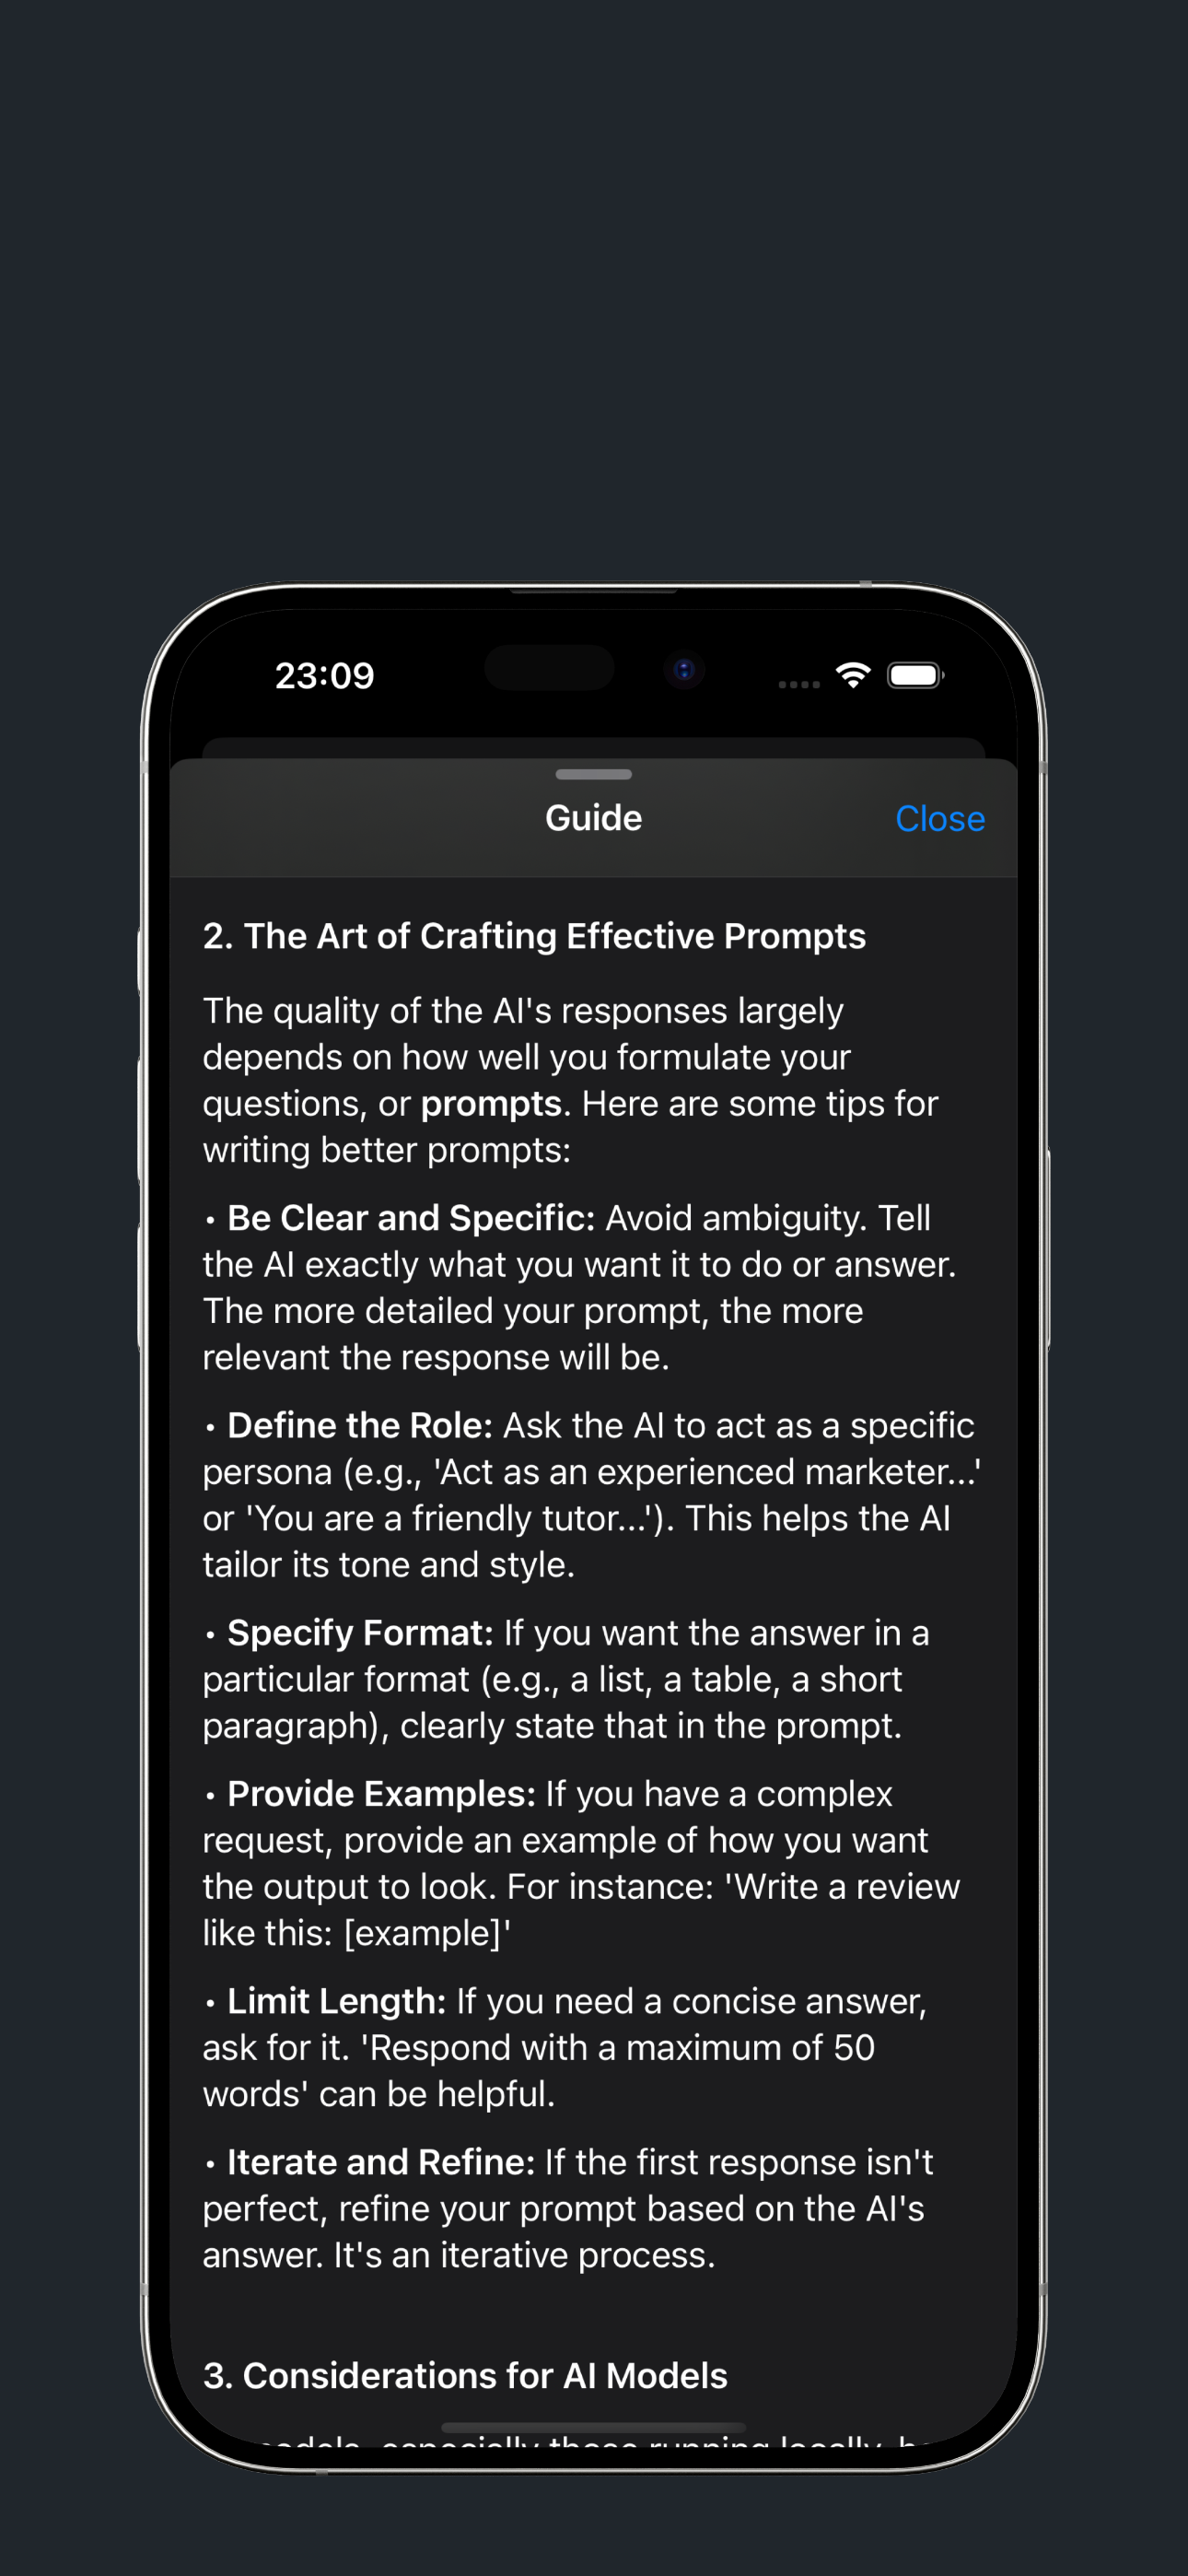 23:09
Guide
Close
2. The Art of Crafting Effective Prompts
The quality of the AI's responses largely
depends on how well you formulate your
questions, or prompts. Here are some tips for
writing better prompts:
• Be Clear and Specific: Avoid ambiguity. Tell
the AI exactly what you want it to do or answer.
The more detailed your prompt, the more
relevant the response will be.
• Define the Role: Ask the AI to act as a specific
persona (e.g., 'Act as an experienced marketer...'
or 'You are a friendly tutor...'). This helps the AI
tailor its tone and style.
• Specify Format: If you want the answer in a
particular format (e.g., a list, a table, a short
paragraph), clearly state that in the prompt.
• Provide Examples: If you have a complex
request, provide an example of how you want
the output to look. For instance: 'Write a review
like this: [example]'
• Limit Length: If you need a concise answer,
ask for it. 'Respond with a maximum of 50
words' can be helpful.
• Iterate and Refine: If the first response isn't
perfect, refine your prompt based on the AI's
answer. It's an iterative process.
3. Considerations for AI Models
especially those running locally,